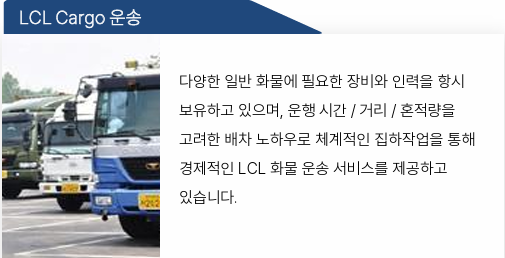 LCL Cargo 운송
다양한 일반 화물에 필요한 장비와 인력을 항시
보유하고 있으며, 운행 시간 / 거리 / 혼적량을
고려한 배차 노하우로 체계적인 집하작업을 통해
경제적인 LCL 화물 운송 서비스를 제공하고
있습니다.